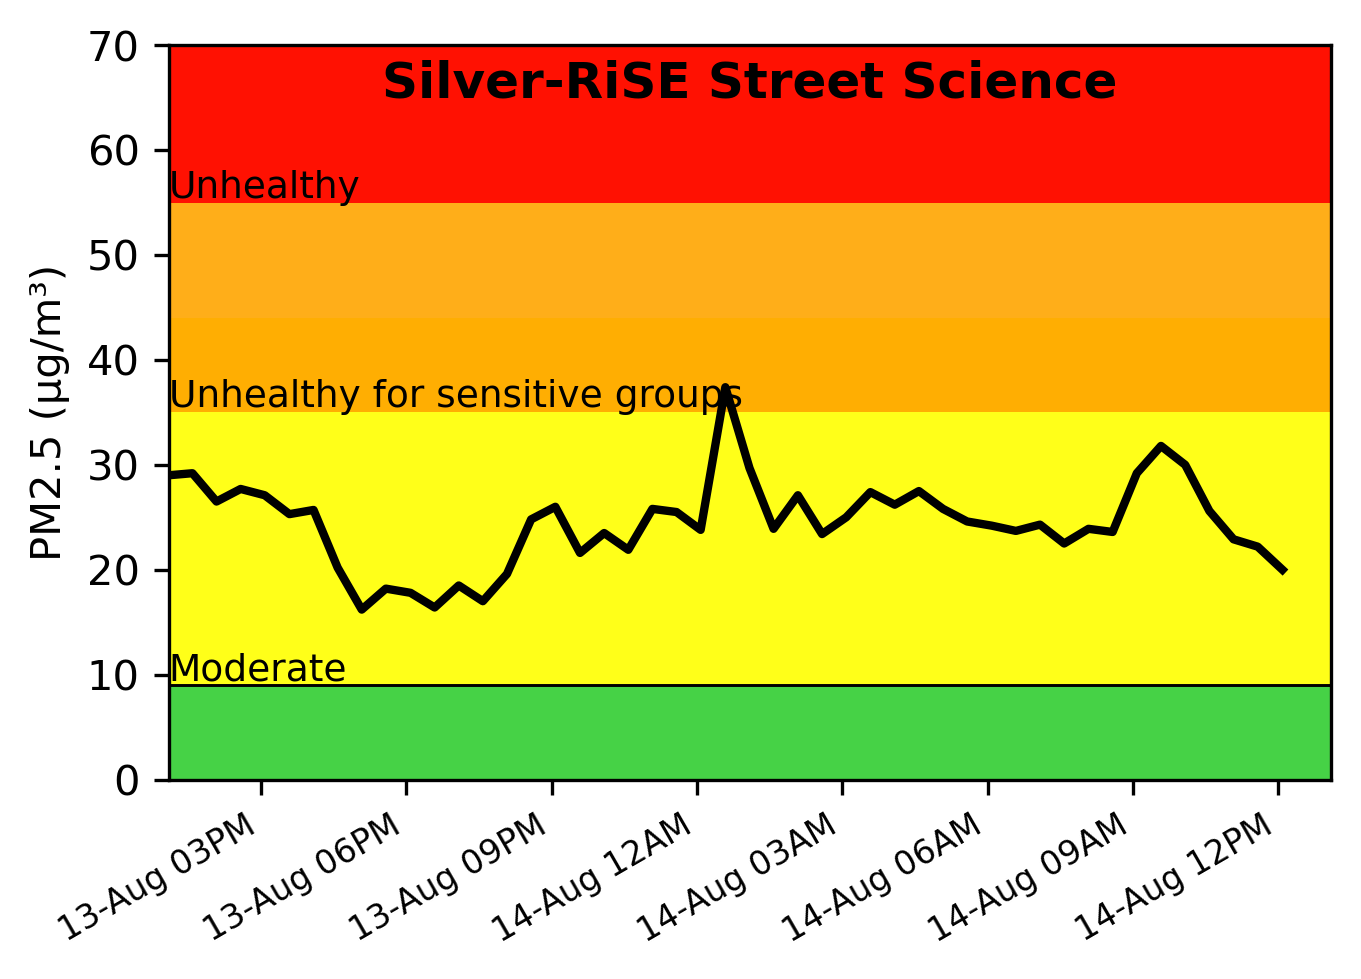 Silver-RiSE Street Science
PM2.5 (µg/m³)
70
60
Unhealthy
50
40
Unhealthy for sensitive groups
30
20
10
Moderate
0
13-Aug 03PM
13-Aug 06PM
13-Aug 09PM
14-Aug 12AM
14-Aug 03AM
14-Aug 06AM
14-Aug 09AM
14-Aug 12PM